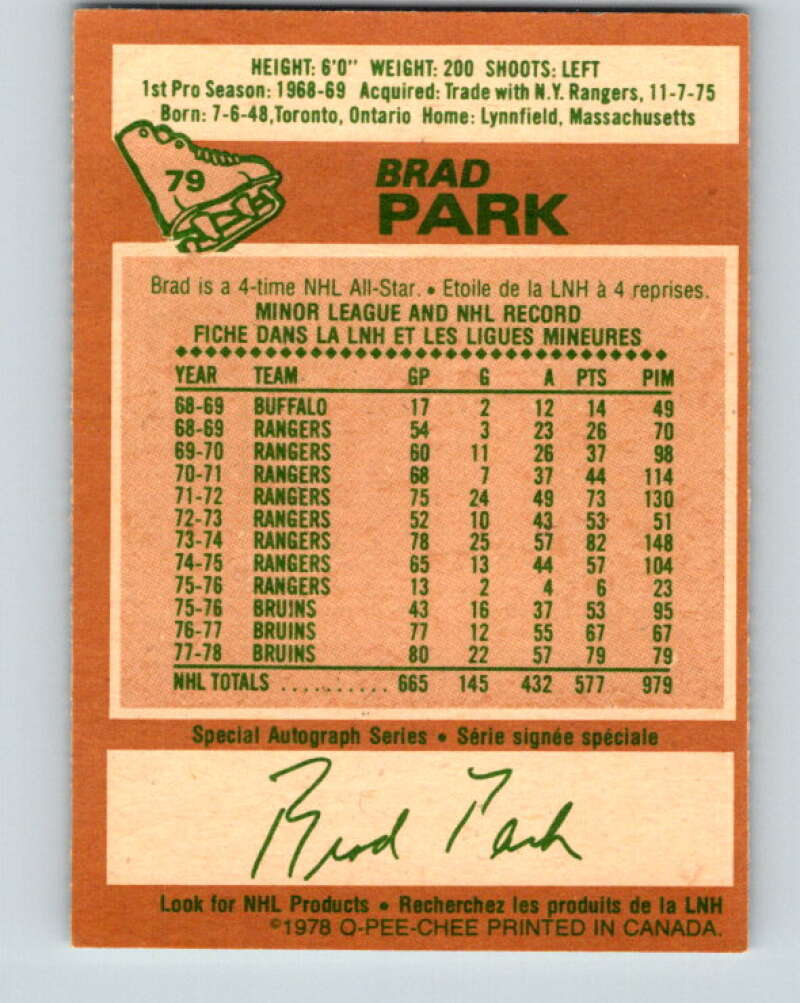 HEIGHT: 6'0" WEIGHT: 200 SHOOTS: LEFT
1st Pro Season: 1968-69 Acquired: Trade with N.Y. Rangers, 11-7-75
Born: 7-6-48, Toronto, Ontario Home: Lynnfield, Massachusetts
79
BRAD
PARK
Brad is a 4-time NHL All-Star. • Etoile de la LNH à 4 reprises.
MINOR LEAGUE AND NHL RECORD
FICHE DANS LA LNH ET LES LIGUES MINEURES
YEAR TEAM GP G A PTS PIM
68-69 BUFFALO 17 2 12 14 49
68-69 RANGERS 54 3 23 26 70
69-70 RANGERS 60 11 26 37 98
70-71 RANGERS 68 7 37 44 114
71-72 RANGERS 75 24 49 73 130
72-73 RANGERS 52 10 43 53 51
73-74 RANGERS 78 25 57 82 148
74-75 RANGERS 65 13 44 57 104
75-76 RANGERS 13 2 4 6 23
75-76 BRUINS 43 16 37 53 95
76-77 BRUINS 77 12 55 67 67
77-78 BRUINS 80 22 57 79 79
NHL TOTALS .......... 665 145 432 577 979
Special Autograph Series • Série signée spéciale
Brad Park
Look for NHL Products • Recherchez les produits de la LNH
©1978 O-PEE-CHEE PRINTED IN CANADA.